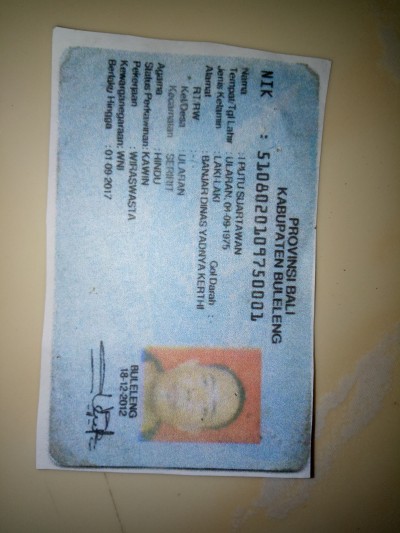 PROVINSI BALI
KABUPATEN BULELENG
NIK : 5108020109750001
Nama : I PUTU SUARTAWAN
Tempat/Tgl Lahir : ULARAN, 01-09-1975
Jenis Kelamin : LAKI-LAKI Gol Darah :
Alamat : BANJAR DINAS YADNYA KERTHI
RT/RW : - / -
Kel/Desa : ULARAN
Kecamatan : SERIRIT
Agama : HINDU
Status Perkawinan: KAWIN
Pekerjaan : WIRASWASTA
Kewarganegaraan: WNI
Berlaku Hingga : 01-09-2017
BULELENG
18-12-2012